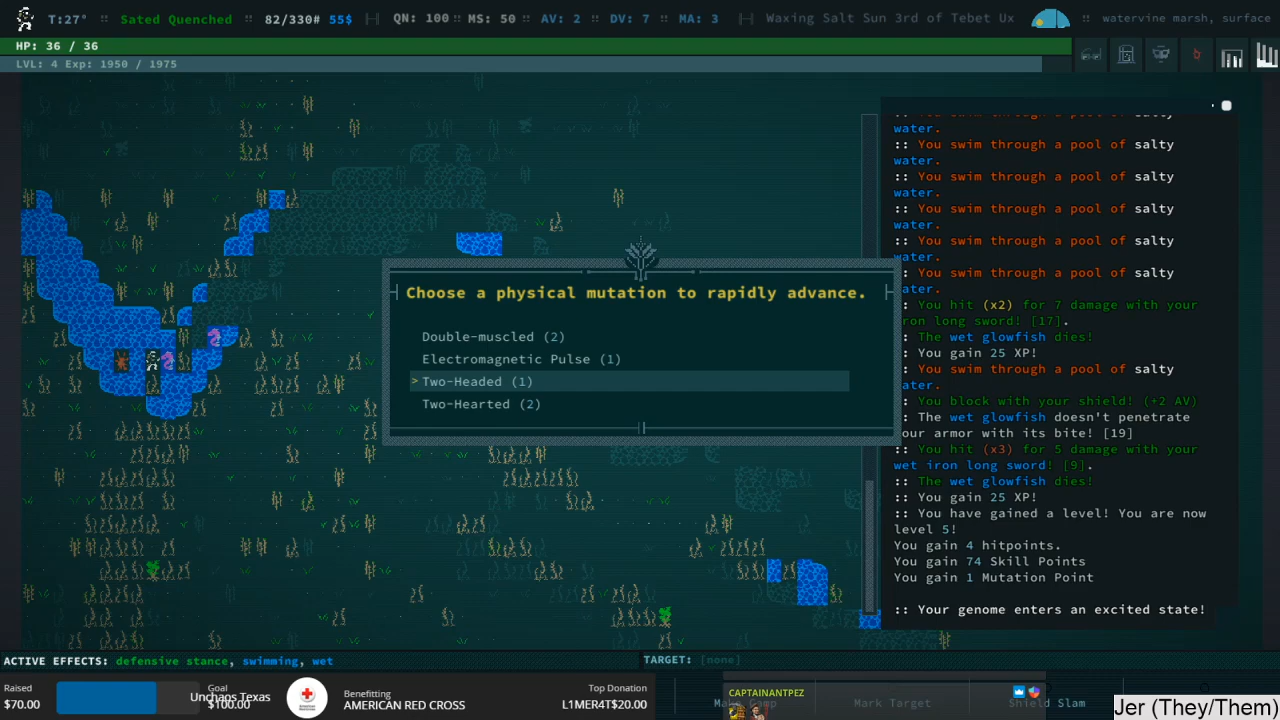 T:27° :: Sated Quenched :: 82/330# 55$ QN: 100 :: MS: 50 :: AV: 2 :: DV: 7 :: MA: 3 Waxing Salt Sun 3rd of Tebet Ux :: watervine marsh, surface
HP: 36 / 36
LVL: 4 Exp: 1950 / 1975
water.
:: You swim through a pool of salty
water.
:: You swim through a pool of salty
water.
:: You swim through a pool of salty
water.
:: You swim through a pool of salty
water.
:: You swim through a pool of salty
water.
: You hit (x2) for 7 damage with your
iron long sword! [17].
: The wet glowfish dies!
: You gain 25 XP!
: You swim through a pool of salty
ater.
: You block with your shield! (+2 AV)
: The wet glowfish doesn't penetrate
our armor with its bite! [19]
: You hit (x3) for 5 damage with your
wet iron long sword! [9].
:: The wet glowfish dies!
:: You gain 25 XP!
:: You have gained a level! You are now
level 5!
You gain 4 hitpoints.
You gain 74 Skill Points
You gain 1 Mutation Point
:: Your genome enters an excited state!
Choose a physical mutation to rapidly advance.
Double-muscled (2)
Electromagnetic Pulse (1)
> Two-Headed (1)
Two-Hearted (2)
ACTIVE EFFECTS: defensive stance, swimming, wet
TARGET: [none]
Raised
$70.00
Goal
Unchaos Texas
Benefitting
ERICAN RED CROSS
Top Donation
L1MER4T$20.00
CAPTAINANTPEZ
Mark Target
Shield Slam
Jer (They/Them)